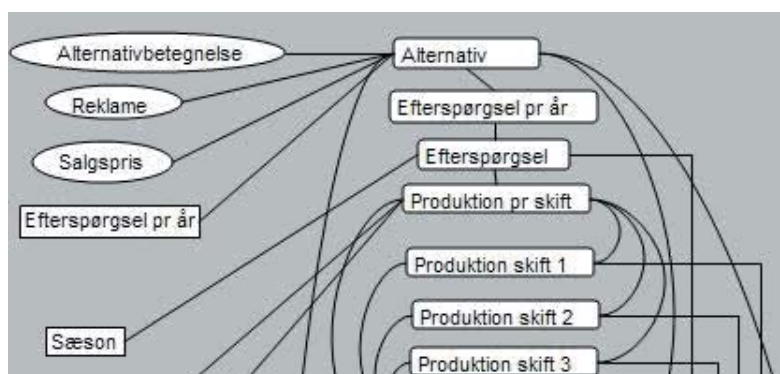 Alternativbetegnelse
Reklame
Salgspris
Efterspørgsel pr år
Sæson
Alternativ
Efterspørgsel pr år
Efterspørgsel
Produktion pr skift
Produktion skift 1
Produktion skift 2
Produktion skift 3